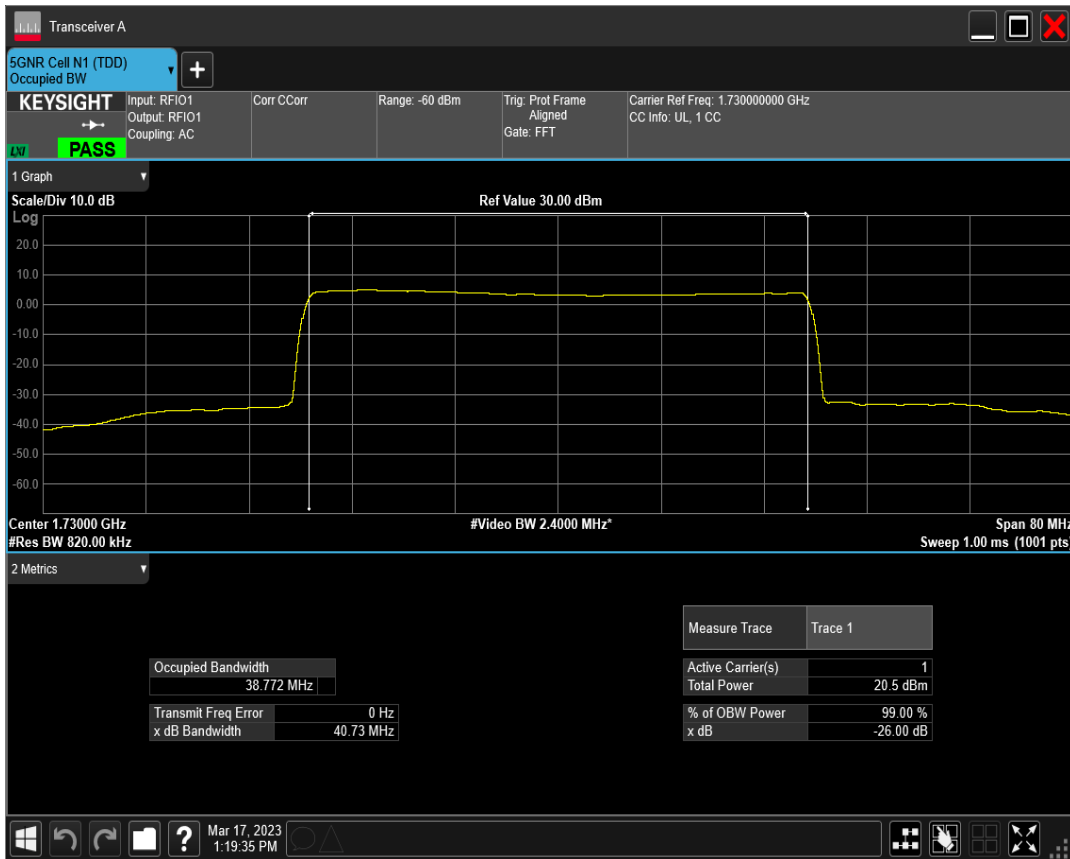 Transceiver A
5GNR Cell N1 (TDD)
Occupied BW
+
KEYSIGHT
LXI
PASS
Input: RFIO1
Output: RFIO1
Coupling: AC
Corr CCorr
Range: -60 dBm
Trig: Prot Frame
Aligned
Gate: FFT
Carrier Ref Freq: 1.730000000 GHz
CC Info: UL, 1 CC
1 Graph
Scale/Div 10.0 dB
Ref Value 30.00 dBm
Log
20.0
10.0
0.00
-10.0
-20.0
-30.0
-40.0
-50.0
-60.0
Center 1.73000 GHz
#Video BW 2.4000 MHz*
Span 80 MHz
#Res BW 820.00 kHz
Sweep 1.00 ms (1001 pts)
2 Metrics
Measure Trace Trace 1
Occupied Bandwidth
38.772 MHz
Active Carrier(s) 1
Total Power 20.5 dBm
Transmit Freq Error 0 Hz
x dB Bandwidth 40.73 MHz
% of OBW Power 99.00 %
x dB -26.00 dB
?
Mar 17, 2023
1:19:35 PM